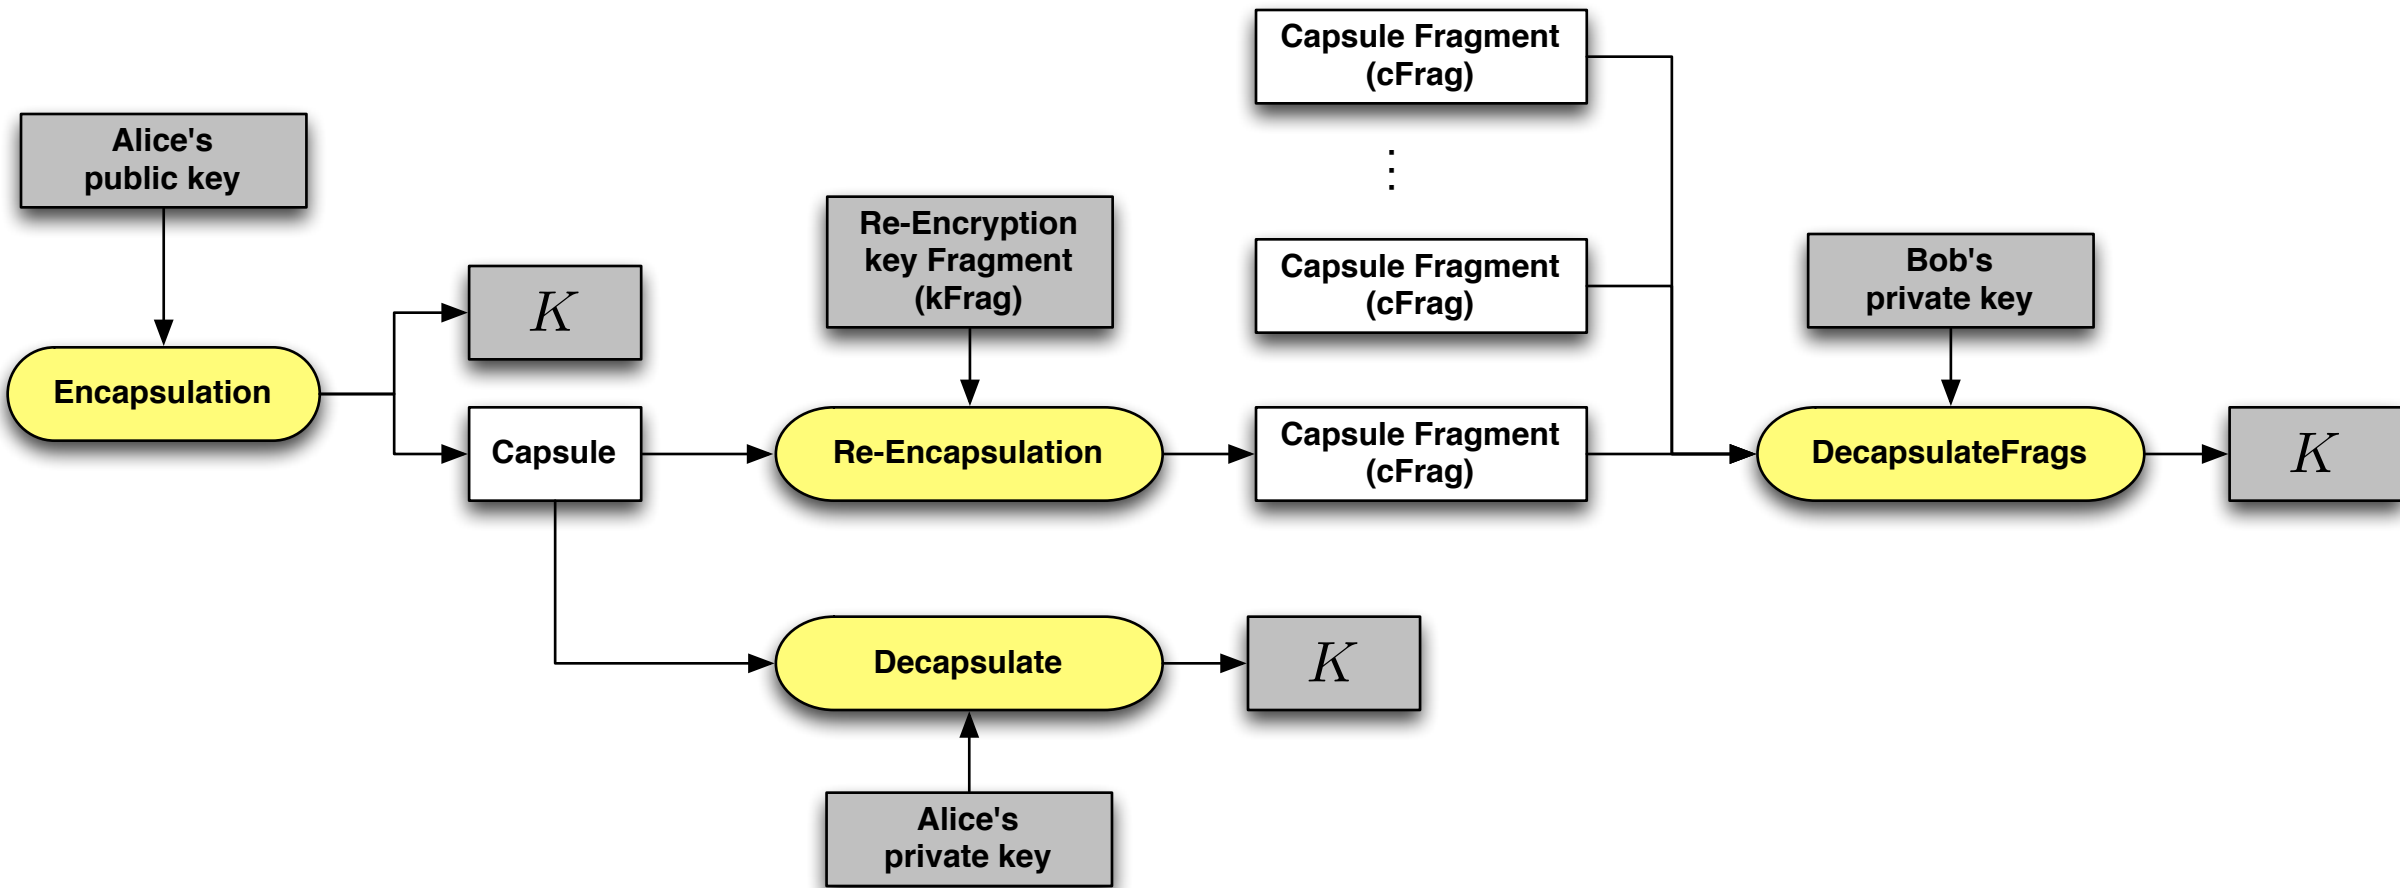 Capsule Fragment
(cFrag)
Alice's
public key
⋮
Re-Encryption
key Fragment
(kFrag)
Capsule Fragment
(cFrag)
Bob's
private key
K
Encapsulation
Capsule
Re-Encapsulation
Capsule Fragment
(cFrag)
DecapsulateFrags
K
Decapsulate
K
Alice's
private key